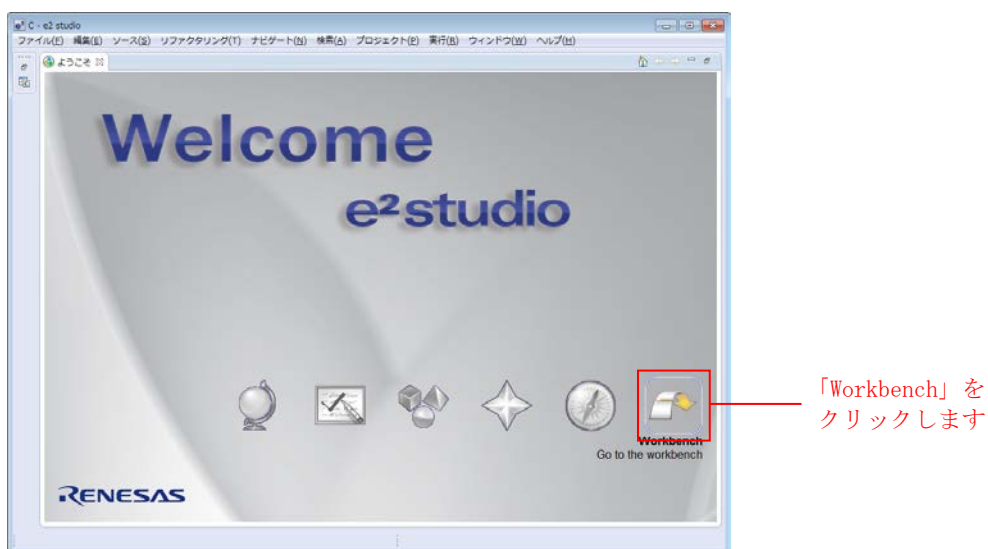 C - e2 studio
ファイル(F) 編集(E) ソース(S) リファクタリング(T) ナビゲート(N) 検索(A) プロジェクト(P) 実行(R) ウィンドウ(W) ヘルプ(H)
ようこそ
Welcome
e²studio
「Workbench」を
クリックします
Workbench
Go to the workbench
RENESAS